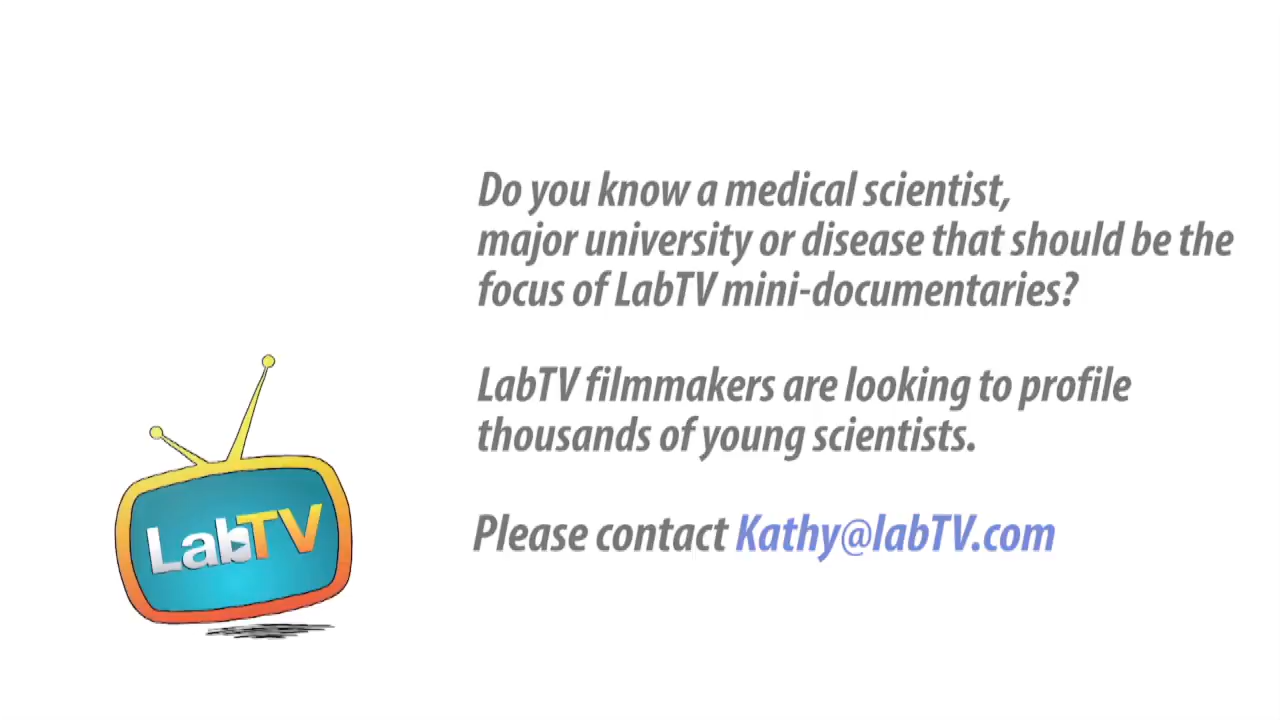 Do you know a medical scientist,
major university or disease that should be the
focus of LabTV mini-documentaries?
LabTV filmmakers are looking to profile
thousands of young scientists.
Please contact Kathy@labTV.com
LabTV